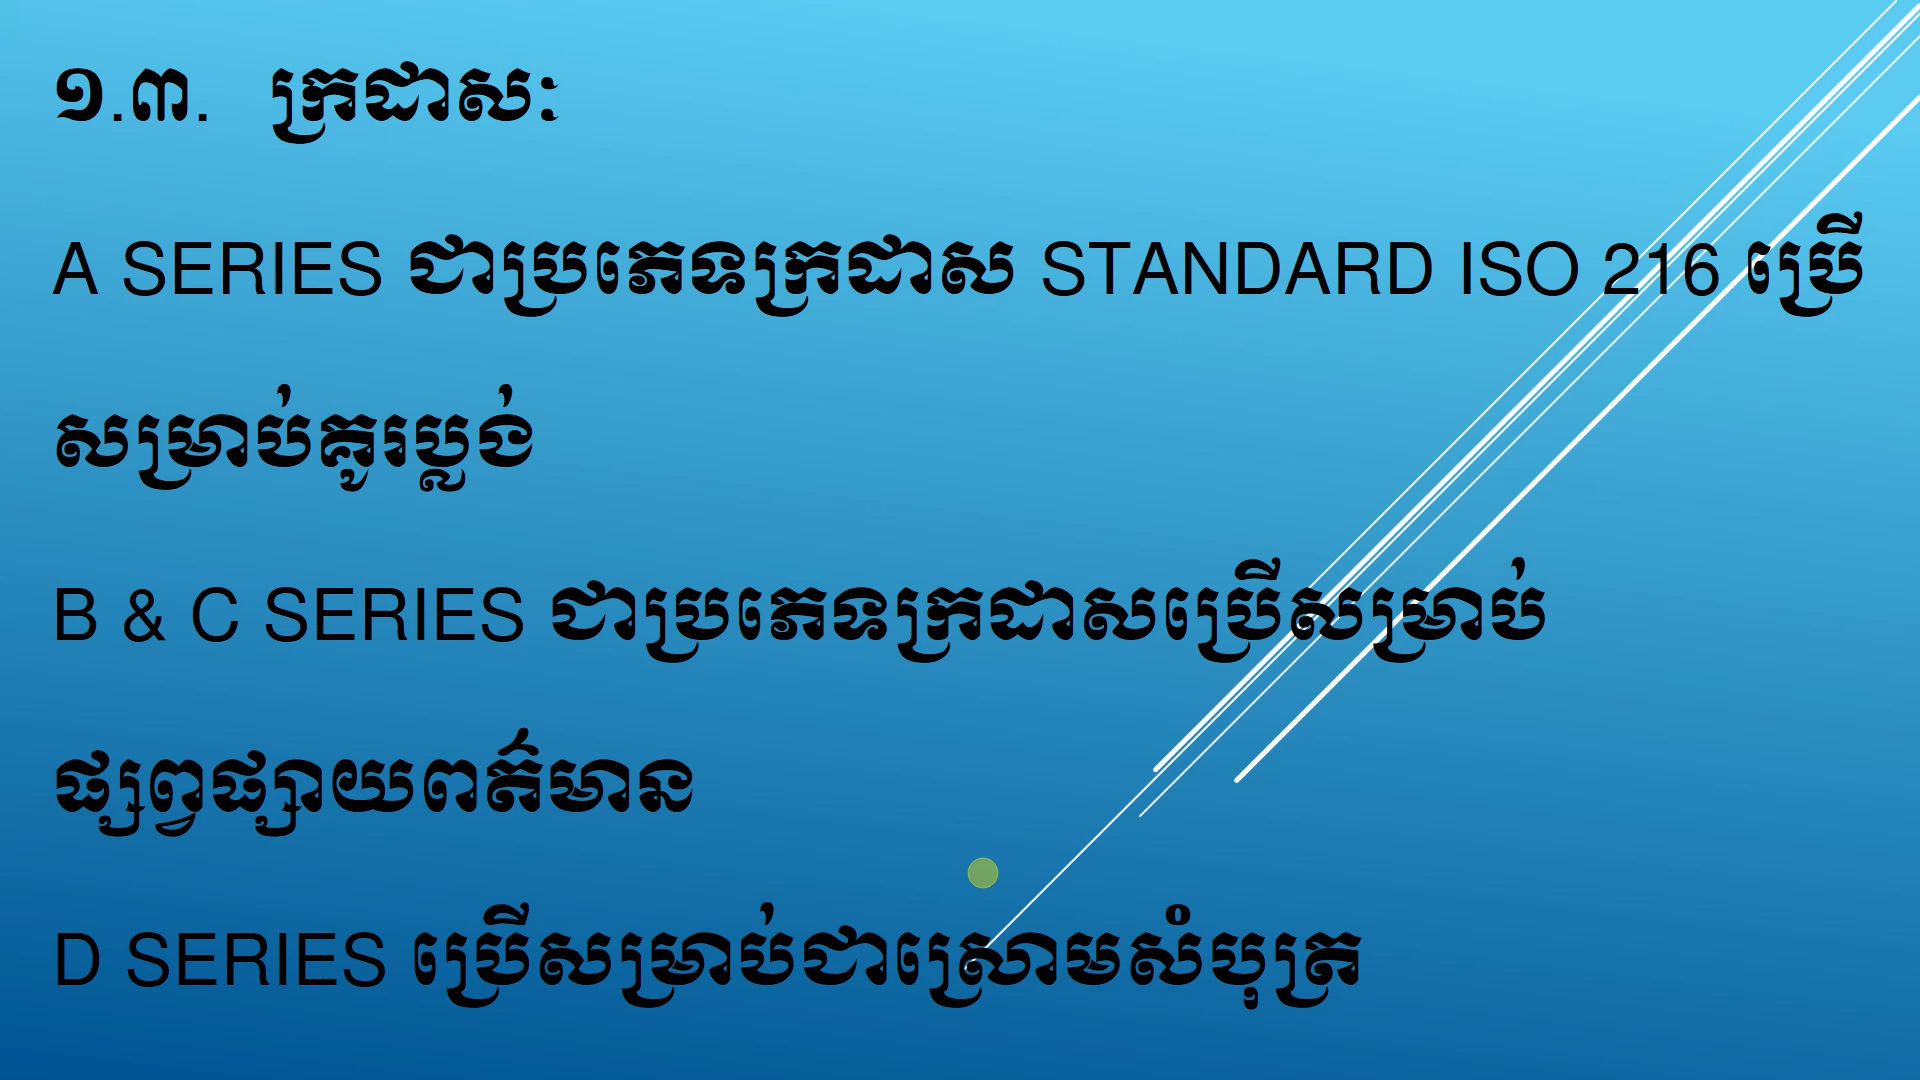 ១.៣. ក្រដាសៈ
A SERIES ជាប្រភេទក្រដាស STANDARD ISO 216 ប្រើ
សម្រាប់គូរប្លង់
B & C SERIES ជាប្រភេទក្រដាសប្រើសម្រាប់
ផ្សព្វផ្សាយពត៌មាន
D SERIES ប្រើសម្រាប់ជាស្រោមសំបុត្រ